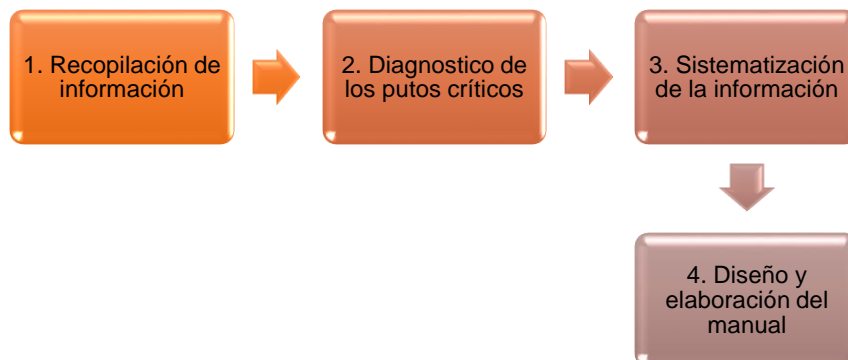 1. Recopilación de
información
2. Diagnostico de
los putos críticos
3. Sistematización
de la información
4. Diseño y
elaboración del
manual